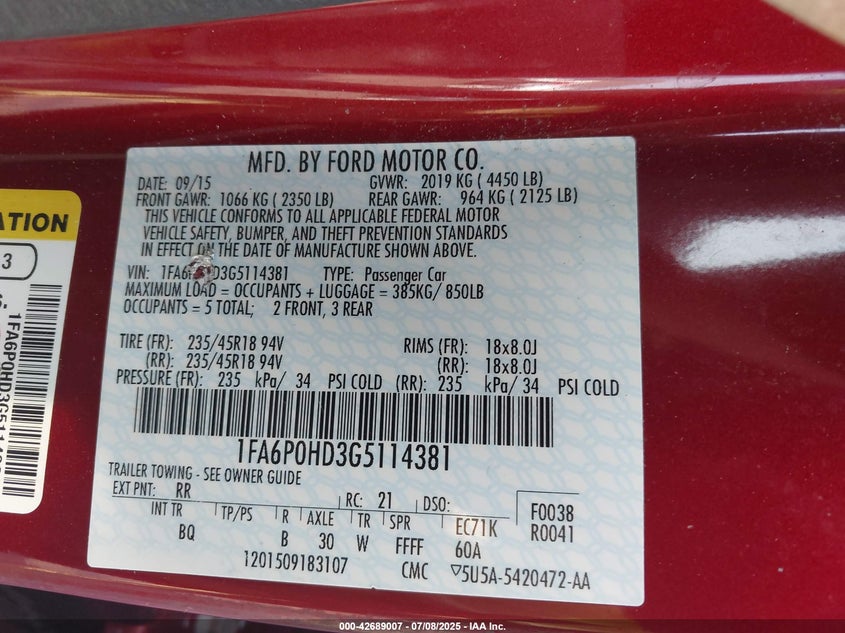 MFD. BY FORD MOTOR CO.
DATE: 09/15 GVWR: 2019 KG ( 4450 LB)
FRONT GAWR: 1066 KG ( 2350 LB) REAR GAWR: 964 KG ( 2125 LB)
THIS VEHICLE CONFORMS TO ALL APPLICABLE FEDERAL MOTOR
VEHICLE SAFETY, BUMPER, AND THEFT PREVENTION STANDARDS
IN EFFECT ON THE DATE OF MANUFACTURE SHOWN ABOVE.
VIN: 1FA6P HD3G5114381 TYPE: Passenger Car
MAXIMUM LOAD = OCCUPANTS + LUGGAGE = 385KG/ 850LB
OCCUPANTS = 5 TOTAL; 2 FRONT, 3 REAR
TIRE (FR): 235/45R18 94V RIMS (FR): 18x8.0J
(RR): 235/45R18 94V (RR): 18x8.0J
PRESSURE (FR): 235 kPa/ 34 PSI COLD (RR): 235 kPa/ 34 PSI COLD
1FA6P0HD3G5114381
TRAILER TOWING - SEE OWNER GUIDE
EXT PNT: RR RC: 21 DSO: F0038
INT TR TP/PS R AXLE TR SPR EC71K R0041
BQ B 30 W FFFF 60A
1201509183107 CMC ▽5U5A-5420472-AA
ATION
3
1FA6P0HD3G51143
000-42689007 / 07/08/2025 - IAA Inc.